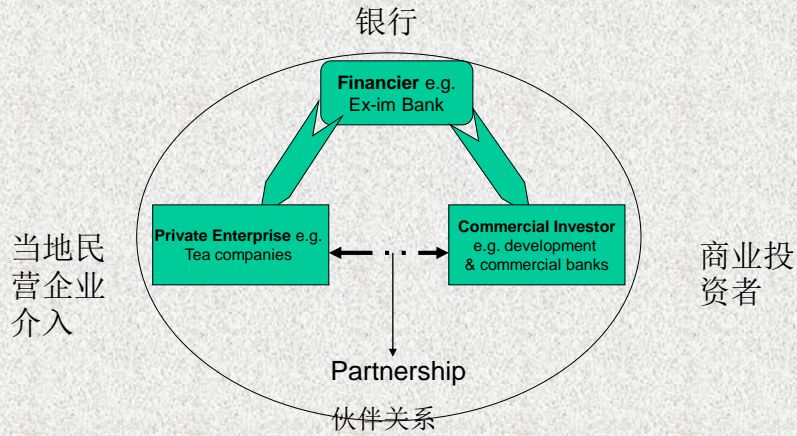 银行
Financier e.g.
Ex-im Bank
Private Enterprise e.g.
Tea companies
Commercial Investor
e.g. development
& commercial banks
当地民
营企业
介入
商业投
资者
Partnership
伙伴关系